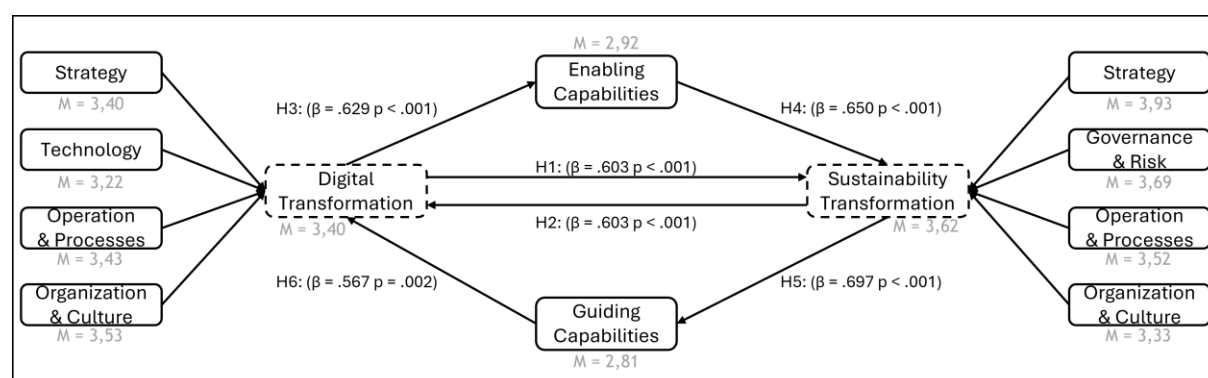 Strategy
M = 3,40
Technology
M = 3,22
Operation
& Processes
M = 3,43
Organization
& Culture
M = 3,53
Digital
Transformation
M = 3,40
H3: (β = .629 p < .001)
M = 2,92
Enabling
Capabilities
H4: (β = .650 p < .001)
H1: (β = .603 p < .001)
H2: (β = .603 p < .001)
H6: (β = .567 p = .002)
Guiding
Capabilities
M = 2,81
H5: (β = .697 p < .001)
Sustainability
Transformation
M = 3,62
Strategy
M = 3,93
Governance
& Risk
M = 3,69
Operation
& Processes
M = 3,52
Organization
& Culture
M = 3,33